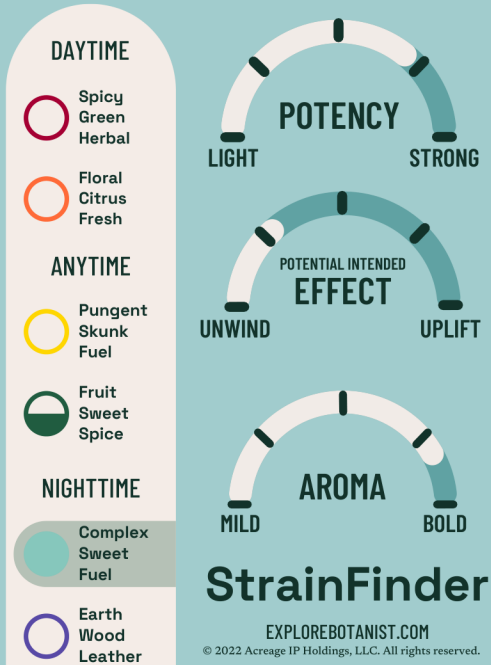 DAYTIME
Spicy
Green
Herbal
Floral
Citrus
Fresh
ANYTIME
Pungent
Skunk
Fuel
Fruit
Sweet
Spice
NIGHTTIME
Complex
Sweet
Fuel
Earth
Wood
Leather
POTENCY
LIGHT STRONG
POTENTIAL INTENDED
EFFECT
UNWIND UPLIFT
AROMA
MILD BOLD
StrainFinder
EXPLOREBOTANIST.COM
© 2022 Acreage IP Holdings, LLC. All rights reserved.